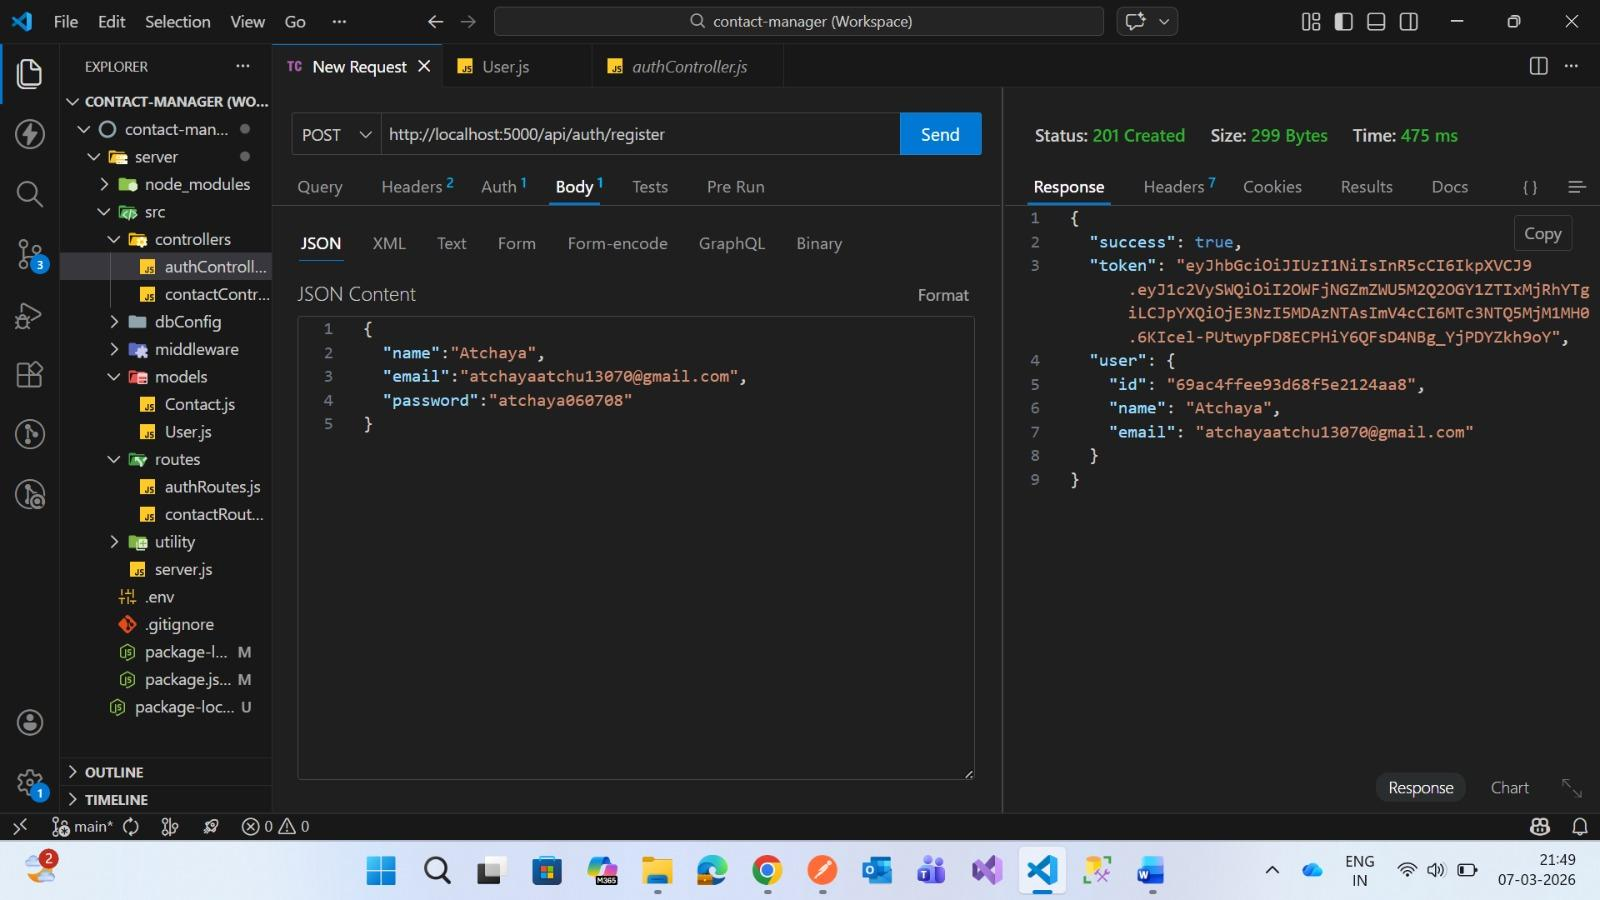 File Edit Selection View Go ··· contact-manager (Workspace)
EXPLORER ···
CONTACT-MANAGER (WO...
contact-man...
server
node_modules
src
controllers
authControll...
contactContr...
dbConfig
middleware
models
Contact.js
User.js
routes
authRoutes.js
contactRout...
utility
server.js
.env
.gitignore
package-l... M
package.js... M
package-loc... U
OUTLINE
TIMELINE
3
1
TC New Request
JS User.js
JS authController.js
POST http://localhost:5000/api/auth/register Send
Query Headers 2 Auth 1 Body 1 Tests Pre Run
JSON XML Text Form Form-encode GraphQL Binary
JSON Content Format
1 {
2 "name":"Atchaya",
3 "email":"atchayaatchu13070@gmail.com",
4 "password":"atchaya060708"
5 }
Status: 201 Created Size: 299 Bytes Time: 475 ms
Response Headers 7 Cookies Results Docs { }
Copy
1 {
2 "success": true,
3 "token": "eyJhbGciOiJIUzI1NiIsInR5cCI6IkpXVCJ9
.eyJ1c2VySWQiOiI2OWFjNGZmZWU5M2Q2OGY1ZTIxMjRhYTg
iLCJpYXQiOjE3NzI5MDAzNTAsImV4cCI6MTc3NTQ5MjM1MH0
.6KIcel-PUtwypFD8ECPHiY6QFsD4NBg_YjPDYZkh9oY",
4 "user": {
5 "id": "69ac4ffee93d68f5e2124aa8",
6 "name": "Atchaya",
7 "email": "atchayaatchu13070@gmail.com"
8 }
9 }
Response Chart
main* 0 0
2
M365
ENG
IN
21:49
07-03-2026